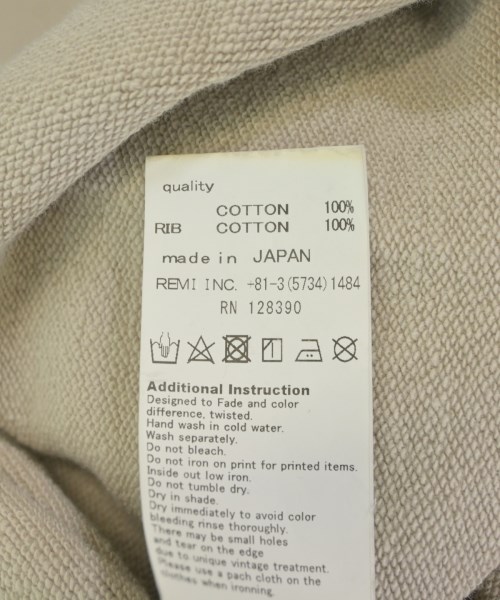 quality
COTTON 100%
RIB COTTON 100%
made in JAPAN
REMI INC. +81-3(5734)1484
RN 128390
Additional Instruction
Designed to Fade and color
difference, twisted.
Hand wash in cold water.
Wash separately.
Do not bleach.
Do not iron on print for printed items.
Inside out low iron.
Do not tumble dry.
Dry in shade.
Dry immediately to avoid color
bleeding rinse thoroughly.
There may be small holes
and tear on the edge
due to unique vintage treatment.
Please use a pach cloth on the
clothes when ironning.